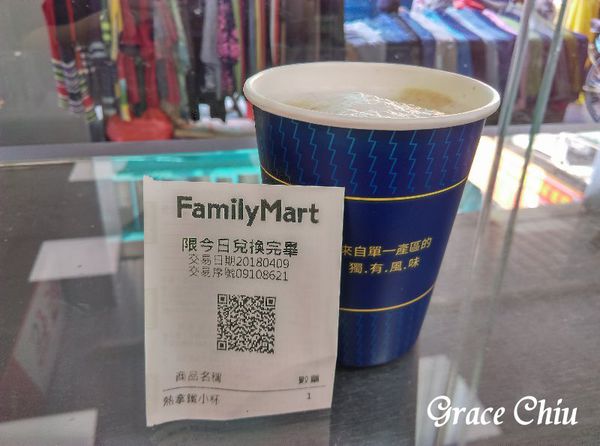 FamilyMart
限今日兌換完畢
交易日期20180409
交易序號09108621
商品名稱 數量
熱拿鐵小杯 1
來自單一產區的
獨.有.風.味
Grace Chiu